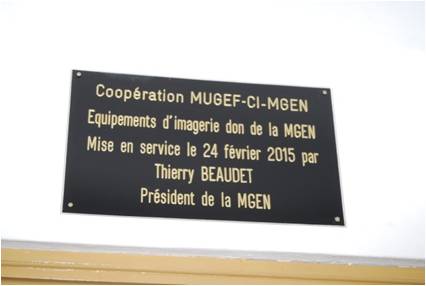 Coopération MUGEF-CI-MGEN
Equipements d'imagerie don de la MGEN
Mise en service le 24 février 2015 par
Thierry BEAUDET
Président de la MGEN